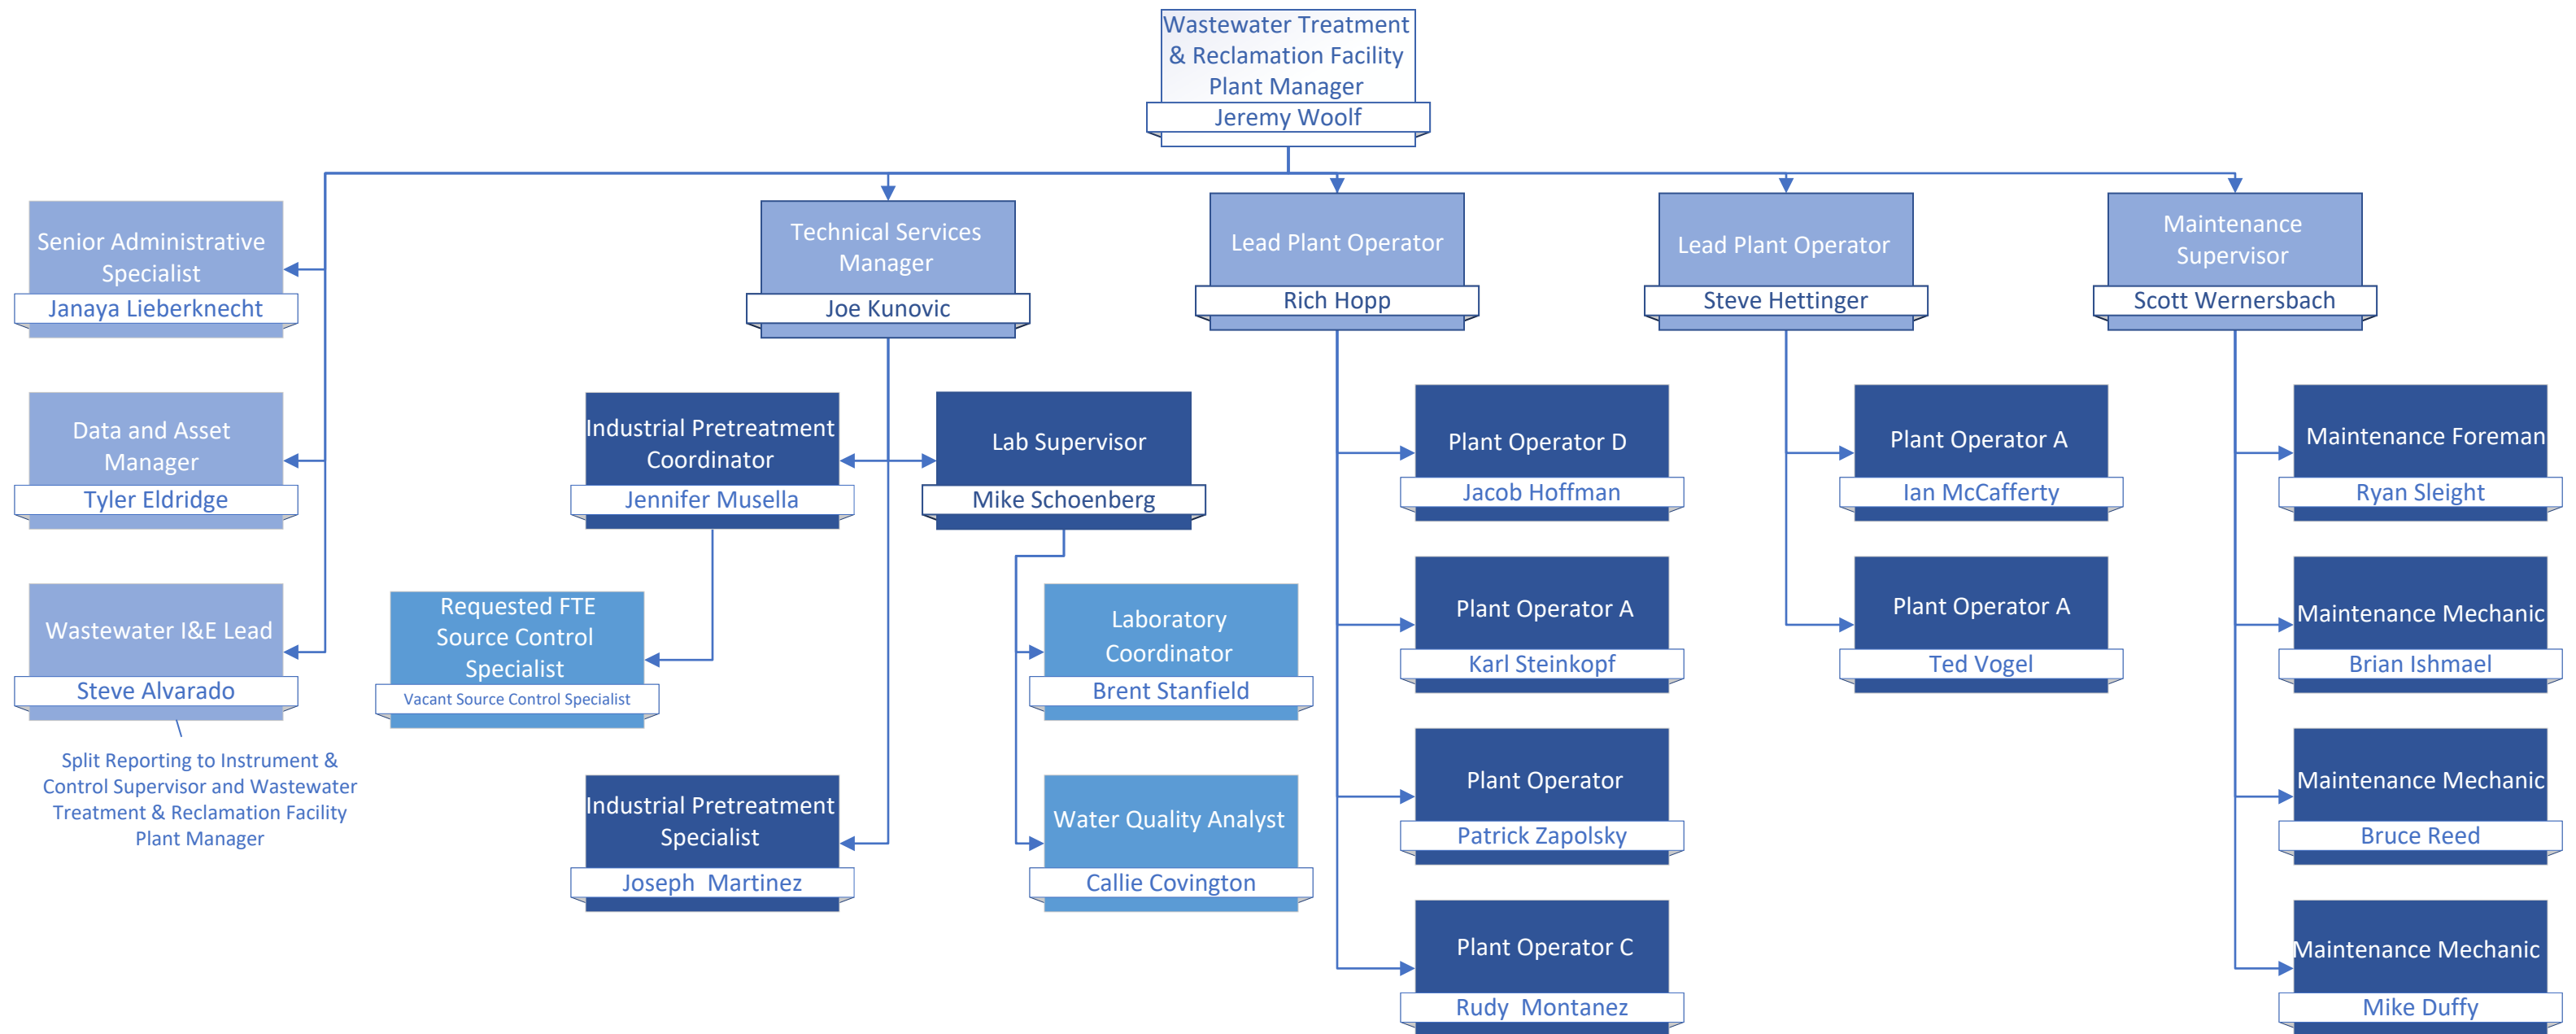 Wastewater Treatment
& Reclamation Facility
Plant Manager
Jeremy Woolf
Senior Administrative
Specialist
Janaya Lieberknecht
Data and Asset
Manager
Tyler Eldridge
Wastewater I&E Lead
Steve Alvarado
Split Reporting to Instrument &
Control Supervisor and Wastewater
Treatment & Reclamation Facility
Plant Manager
Technical Services
Manager
Joe Kunovic
Industrial Pretreatment
Coordinator
Jennifer Musella
Requested FTE
Source Control
Specialist
Vacant Source Control Specialist
Industrial Pretreatment
Specialist
Joseph  Martinez
Lab Supervisor
Mike Schoenberg
Laboratory
Coordinator
Brent Stanfield
Water Quality Analyst
Callie Covington
Lead Plant Operator
Rich Hopp
Plant Operator D
Jacob Hoffman
Plant Operator A
Karl Steinkopf
Plant Operator
Patrick Zapolsky
Plant Operator C
Rudy  Montanez
Lead Plant Operator
Steve Hettinger
Plant Operator A
Ian McCafferty
Plant Operator A
Ted Vogel
Maintenance
Supervisor
Scott Wernersbach
Maintenance Foreman
Ryan Sleight
Maintenance Mechanic
Brian Ishmael
Maintenance Mechanic
Bruce Reed
Maintenance Mechanic
Mike Duffy